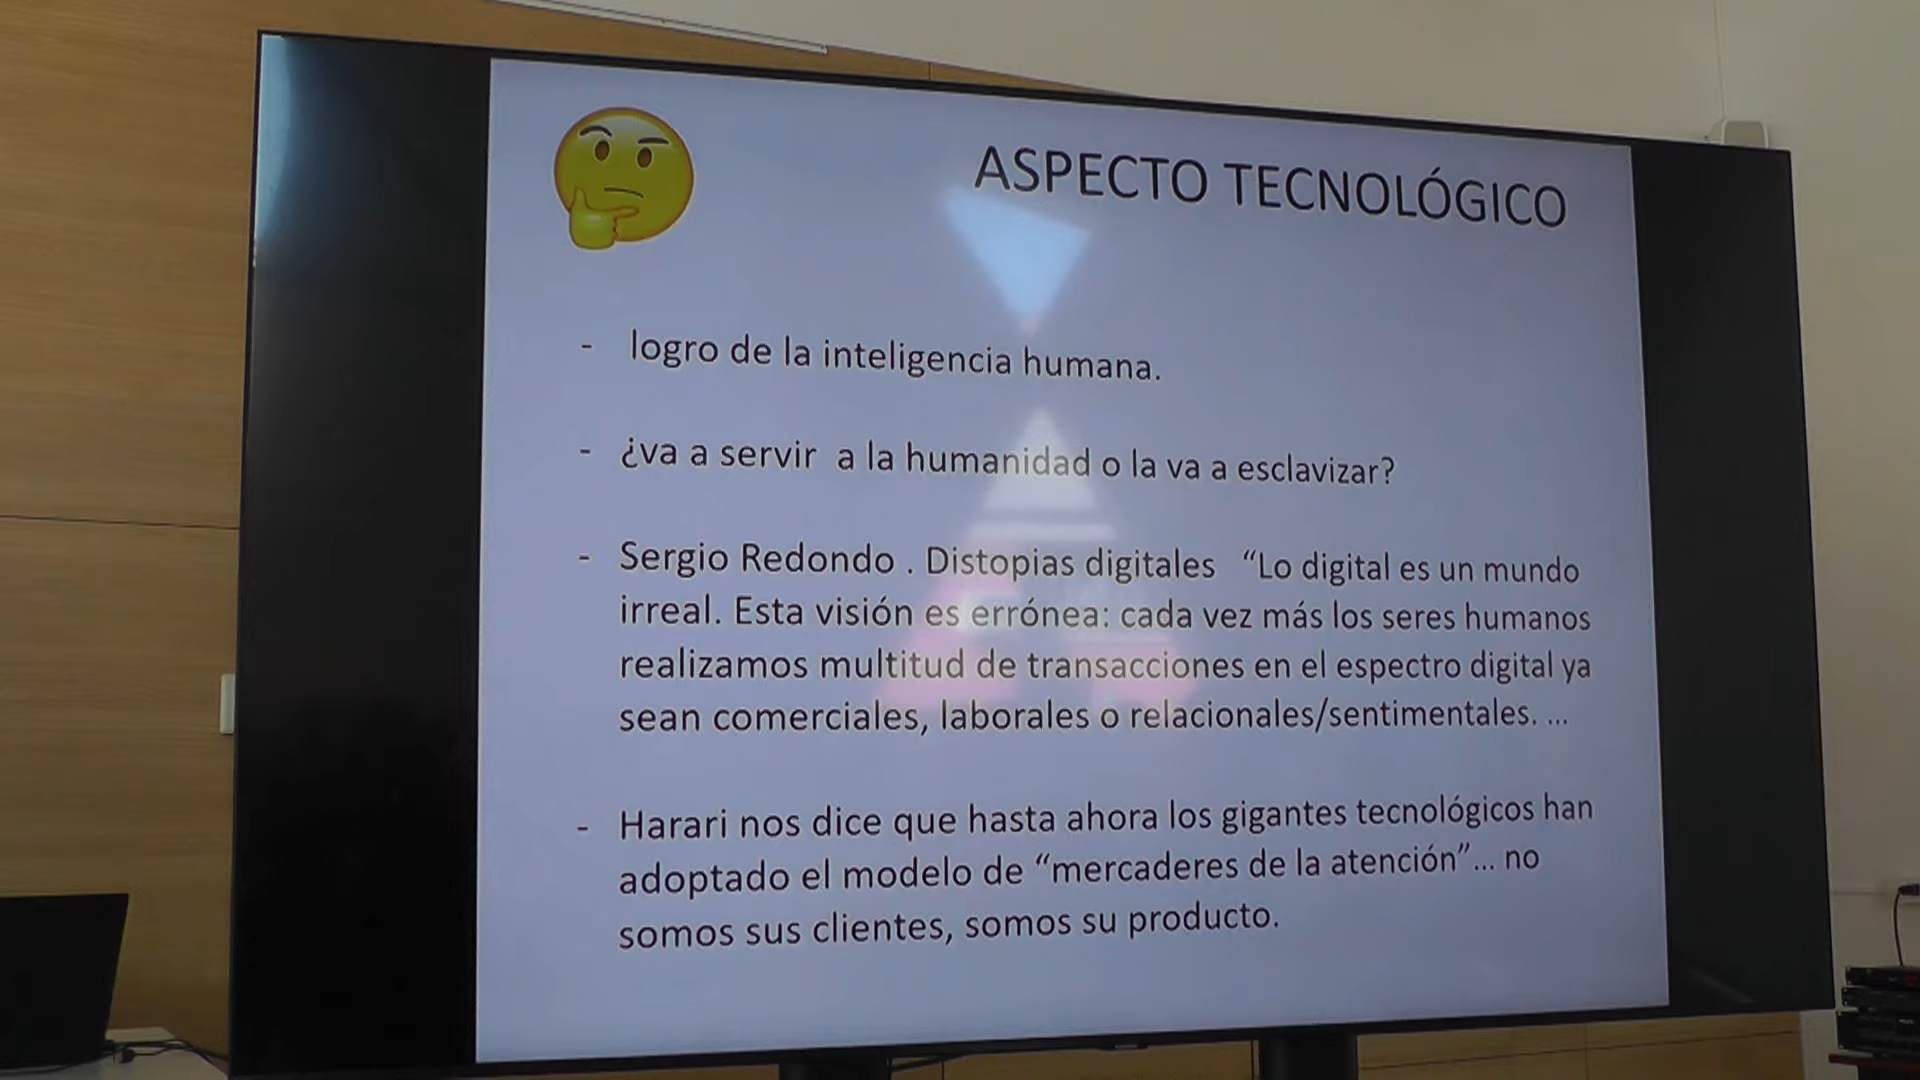 ASPECTO TECNOLÓGICO
- logro de la inteligencia humana.
- ¿va a servir a la humanidad o la va a esclavizar?
- Sergio Redondo . Distopias digitales “Lo digital es un mundo
irreal. Esta visión es errónea: cada vez más los seres humanos
realizamos multitud de transacciones en el espectro digital ya
sean comerciales, laborales o relacionales/sentimentales. ...
- Harari nos dice que hasta ahora los gigantes tecnológicos han
adoptado el modelo de “mercaderes de la atención”... no
somos sus clientes, somos su producto.